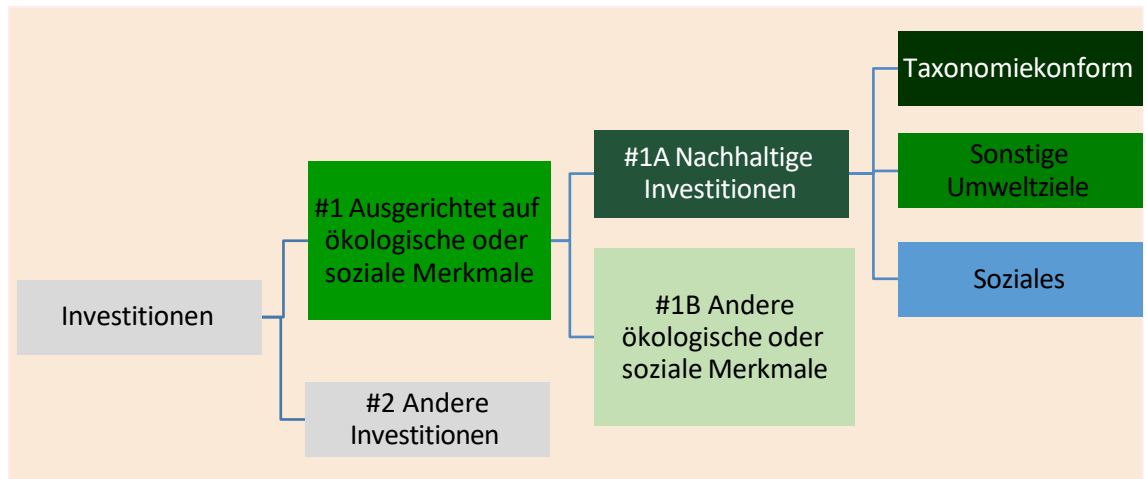 Investitionen
#1 Ausgerichtet auf
ökologische oder
soziale Merkmale
#2 Andere
Investitionen
#1A Nachhaltige
Investitionen
#1B Andere
ökologische oder
soziale Merkmale
Taxonomiekonform
Sonstige
Umweltziele
Soziales